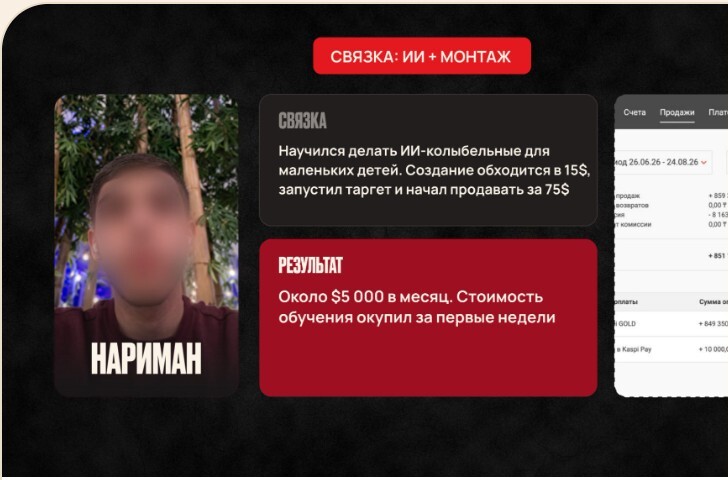 СВЯЗКА: ИИ + МОНТАЖ
СВЯЗКА
Научился делать ИИ-колыбельные для
маленьких детей. Создание обходится в 15$,
запустил таргет и начал продавать за 75$
РЕЗУЛЬТАТ
Около $5 000 в месяц. Стоимость
обучения окупил за первые недели
НАРИМАН
Счета Продажи
26.06.26 - 24.08.26
продаж + 859
возвратов 0,00 ₸
- 8 163
комиссии 0,00 ₸
+ 851
Сумма
GOLD + 849 350
в Kaspi Pay + 10 000,0